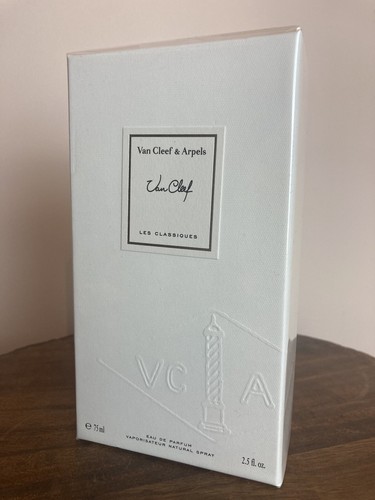 Van Cleef & Arpels
Van Cleef
LES CLASSIQUES
VC A
℮ 75 ml
EAU DE PARFUM
VAPORISATEUR NATURAL SPRAY
2.5 fl. oz.